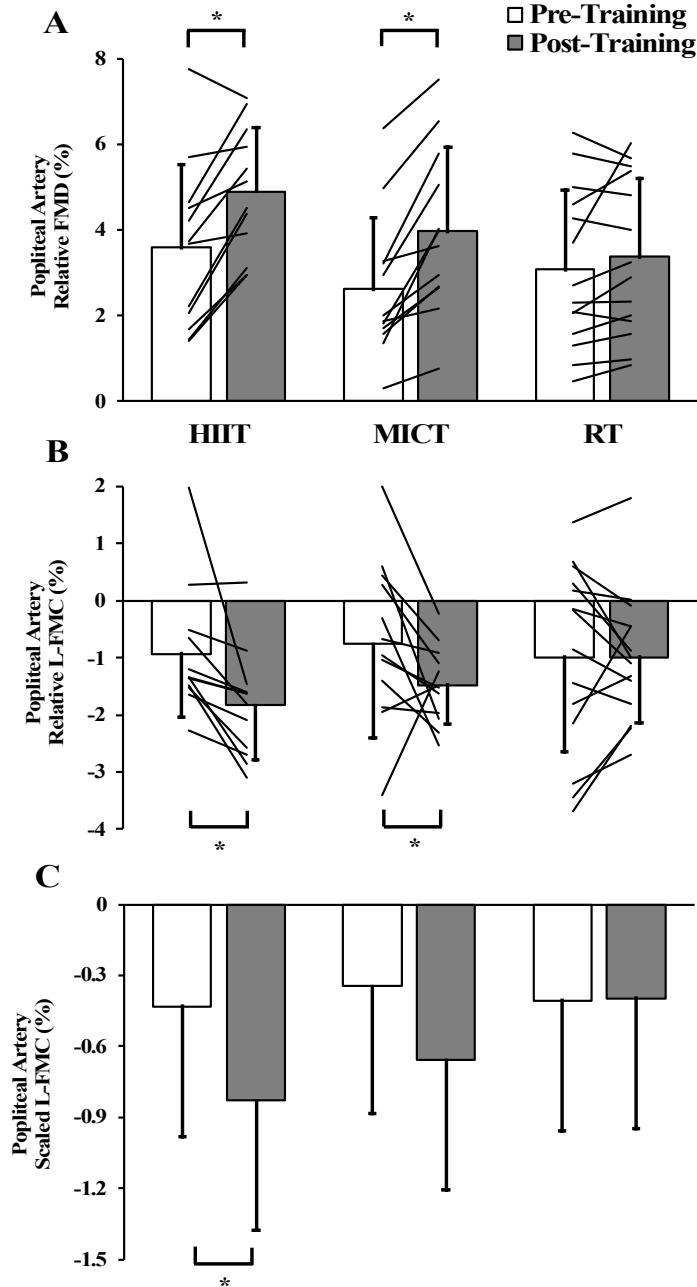 A
*
*
Pre-Training
Post-Training
8
6
4
2
0
Popliteal Artery
Relative FMD (%)
HIIT MICT RT
B
2
1
0
-1
-2
-3
-4
Popliteal Artery
Relative L-FMC (%)
*
*
C
0
-0.3
-0.6
-0.9
-1.2
-1.5
Popliteal Artery
Scaled L-FMC (%)
*